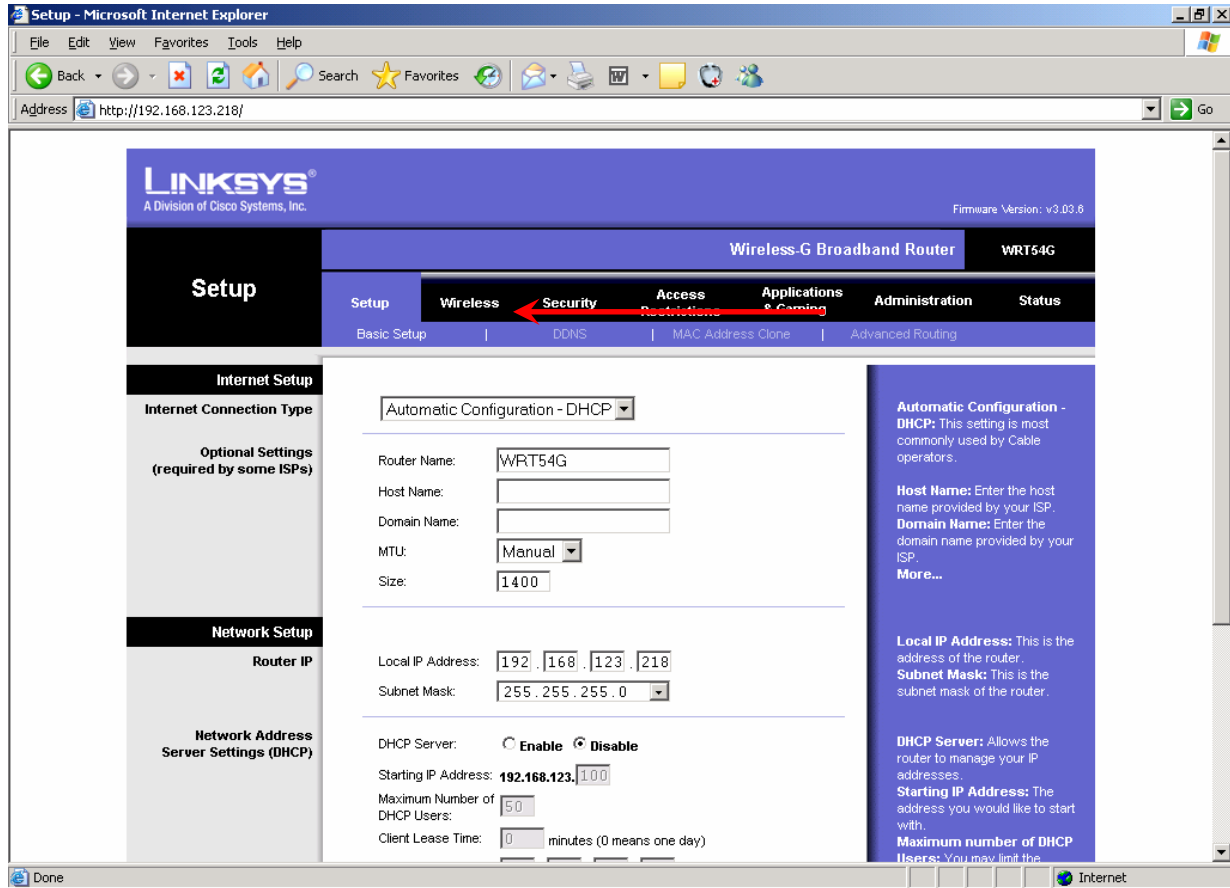 Setup - Microsoft Internet Explorer
File Edit View Favorites Tools Help
Back Search Favorites
Address http://192.168.123.218/ Go
LINKSYS®
A Division of Cisco Systems, Inc.
Firmware Version: v3.03.6
Wireless-G Broadband Router WRT54G
Setup
Setup Wireless Security Access Restrictions Applications & Gaming Administration Status
Basic Setup | DDNS | MAC Address Clone | Advanced Routing
Internet Setup
Internet Connection Type
Automatic Configuration - DHCP
Optional Settings
(required by some ISPs)
Router Name: WRT54G
Host Name:
Domain Name:
MTU: Manual
Size: 1400
Network Setup
Router IP
Local IP Address: 192 . 168 . 123 . 218
Subnet Mask: 255.255.255.0
Network Address
Server Settings (DHCP)
DHCP Server: Enable Disable
Starting IP Address: 192.168.123. 100
Maximum Number of
DHCP Users: 50
Client Lease Time: 0 minutes (0 means one day)
Automatic Configuration -
DHCP: This setting is most
commonly used by Cable
operators.
Host Name: Enter the host
name provided by your ISP.
Domain Name: Enter the
domain name provided by your
ISP.
More...
Local IP Address: This is the
address of the router.
Subnet Mask: This is the
subnet mask of the router.
DHCP Server: Allows the
router to manage your IP
addresses.
Starting IP Address: The
address you would like to start
with.
Maximum number of DHCP
Users: You may limit the
Done Internet